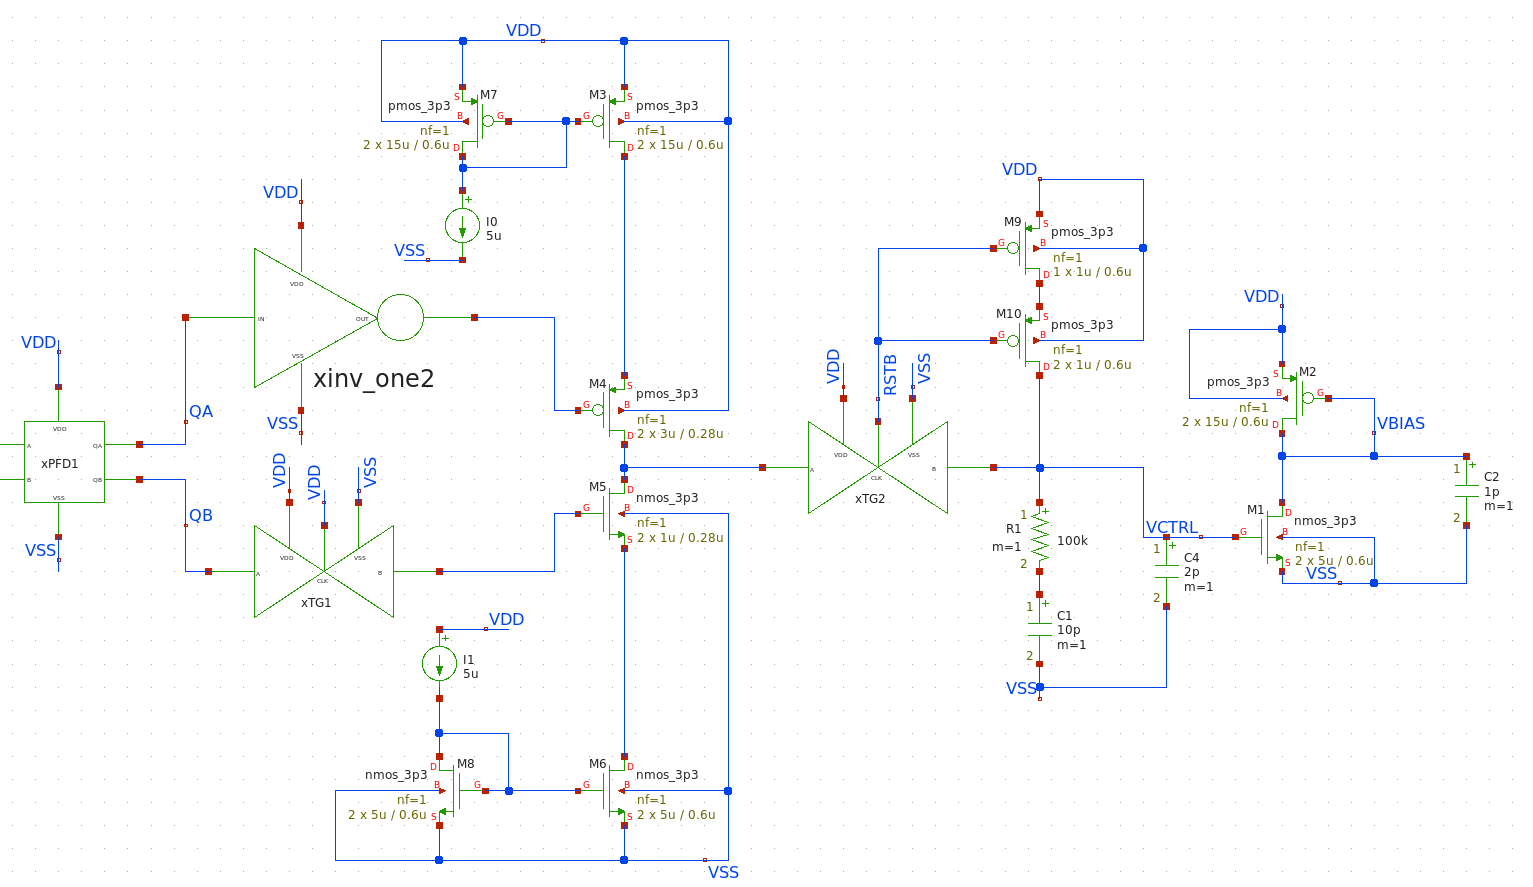 VDD
M7
M3
S
S
pmos_3p3
pmos_3p3
B
G
G
B
nf=1
nf=1
2 x 15u / 0.6u
2 x 15u / 0.6u
D
D
VDD
+
I0
5u
VSS
VDD
IN
OUT
VSS
xinv_one2
VSS
VDD
VDD
A
QA
xPFD1
B
QB
VSS
VSS
QA
QB
M4
S
pmos_3p3
G
B
nf=1
2 x 3u / 0.28u
D
VDD
VDD
VSS
VDD
VSS
A
CLK
B
xTG1
M5
D
nmos_3p3
G
B
nf=1
2 x 1u / 0.28u
S
VDD
+
I1
5u
M8
M6
D
D
nmos_3p3
nmos_3p3
B
G
G
B
nf=1
nf=1
2 x 5u / 0.6u
2 x 5u / 0.6u
S
S
VSS
VDD
M9
S
pmos_3p3
G
B
nf=1
1 x 1u / 0.6u
D
M10
S
pmos_3p3
G
B
nf=1
2 x 1u / 0.6u
D
VDD
RSTB
VSS
VDD
VSS
A
CLK
B
xTG2
1
+
R1
100k
m=1
2
1
+
C1
10p
m=1
2
VSS
VCTRL
1
+
C4
2p
m=1
2
VDD
M2
S
pmos_3p3
B
G
nf=1
2 x 15u / 0.6u
D
VBIAS
M1
D
nmos_3p3
G
B
nf=1
2 x 5u / 0.6u
S
VSS
1
+
C2
1p
m=1
2